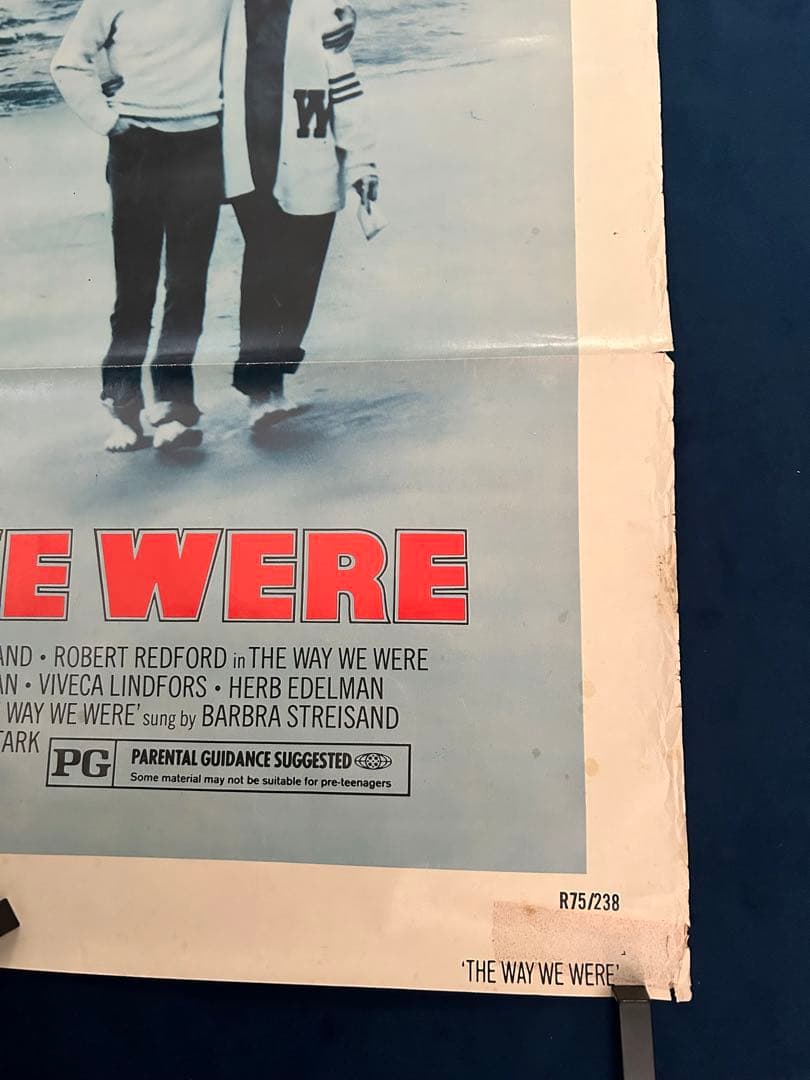 W
E WERE
AND • ROBERT REDFORD in THE WAY WE WERE
AN • VIVECA LINDFORS • HERB EDELMAN
WAY WE WERE' sung by BARBRA STREISAND
TARK
PG PARENTAL GUIDANCE SUGGESTED
Some material may not be suitable for pre-teenagers
R75/238
'THE WAY WE WERE'